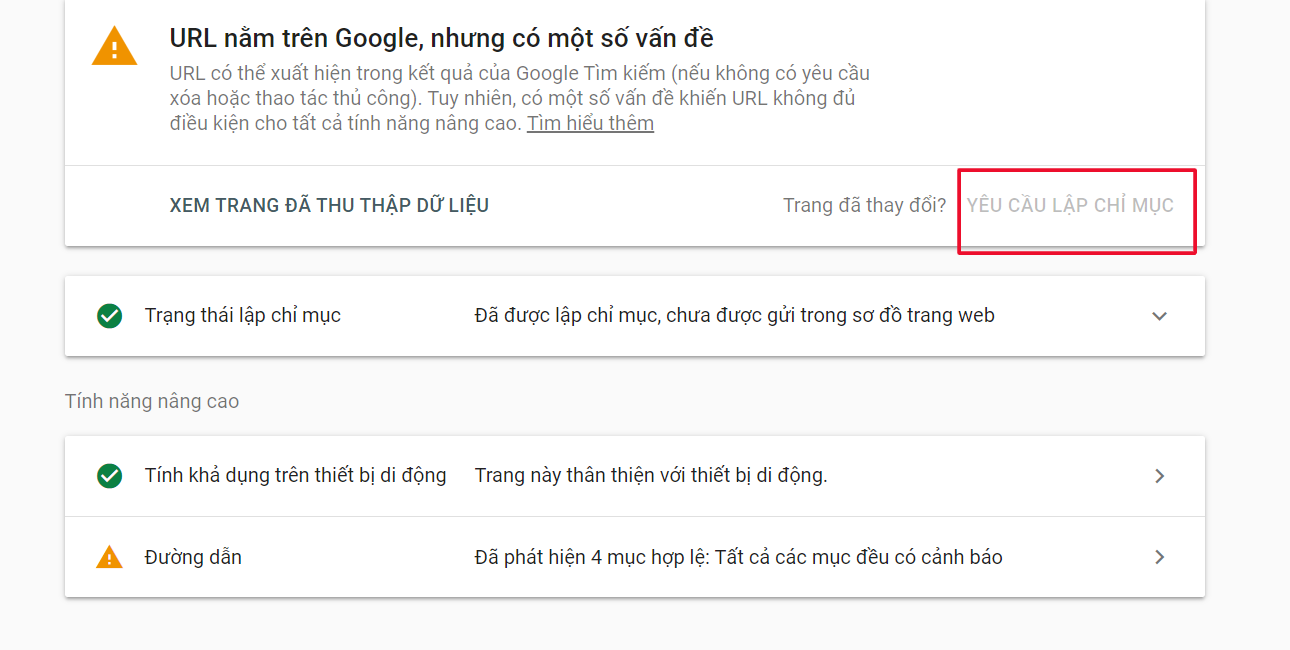 URL nằm trên Google, nhưng có một số vấn đề
URL có thể xuất hiện trong kết quả của Google Tìm kiếm (nếu không có yêu cầu
xóa hoặc thao tác thủ công). Tuy nhiên, có một số vấn đề khiến URL không đủ
điều kiện cho tất cả tính năng nâng cao. Tìm hiểu thêm
XEM TRANG ĐÃ THU THẬP DỮ LIỆU Trang đã thay đổi? YÊU CẦU LẬP CHỈ MỤC
Trạng thái lập chỉ mục Đã được lập chỉ mục, chưa được gửi trong sơ đồ trang web
Tính năng nâng cao
Tính khả dụng trên thiết bị di động Trang này thân thiện với thiết bị di động.
Đường dẫn Đã phát hiện 4 mục hợp lệ: Tất cả các mục đều có cảnh báo